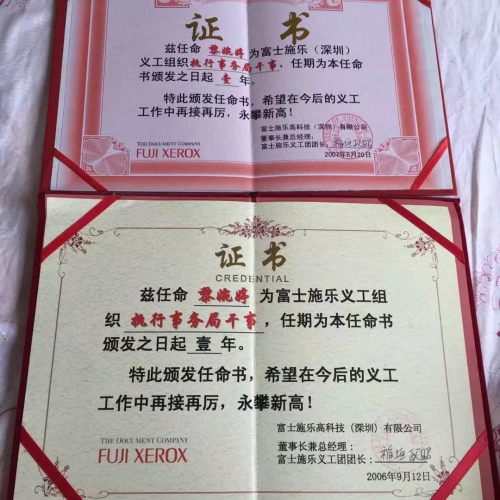 证 书
兹任命 黎婉婷 为富士施乐（深圳）
义工组织 执行事务局干事，任期为本任命
书颁发之日起 壹 年。
特此颁发任命书，希望在今后的义工
工作中再接再厉，永攀新高！
富士施乐高科技（深圳）有限公司
董事长兼总经理：
富士施乐义工团团长：
THE DOCUMENT COMPANY
FUJI XEROX
证 书
CREDENTIAL
兹任命 黎婉婷 为富士施乐义工组
织 执行事务局干事，任期为本任命书
颁发之日起 壹 年。
特此颁发任命书，希望在今后的义工
工作中再接再厉，永攀新高！
富士施乐高科技（深圳）有限公司
THE DOCUMENT COMPANY
董事长兼总经理：
FUJI XEROX
富士施乐义工团团长：
2006年9月12日